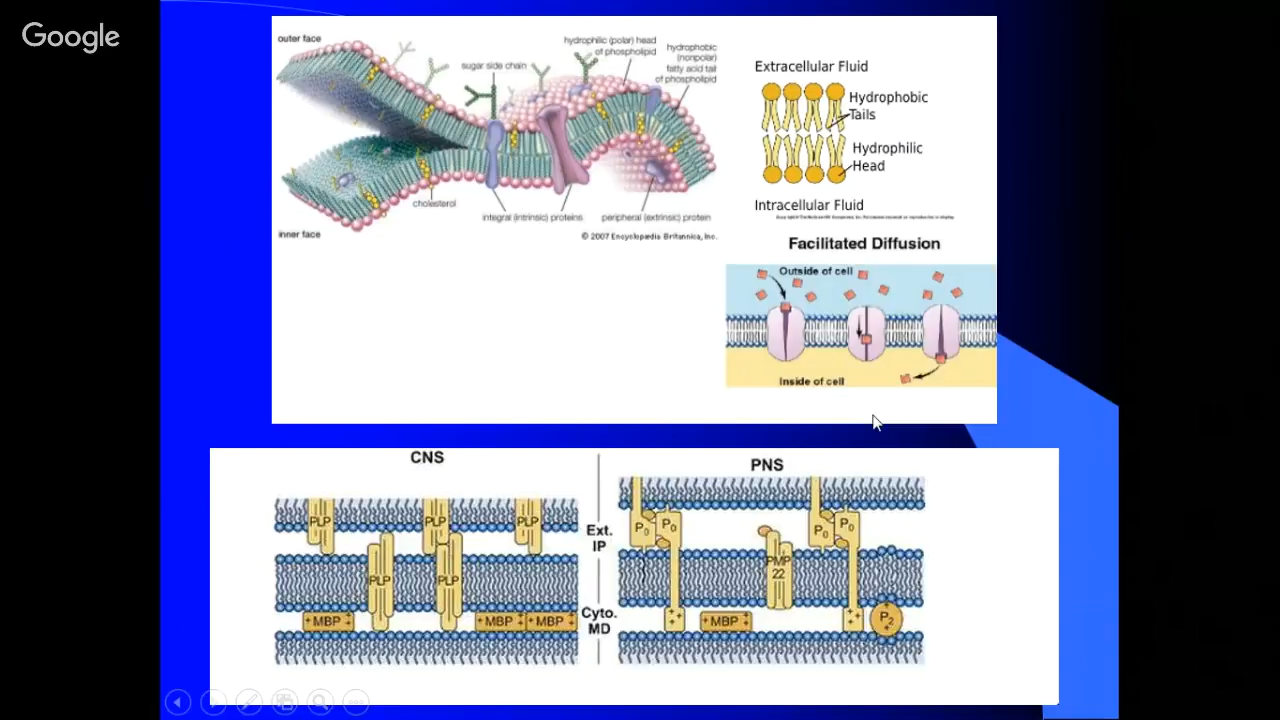 Google
outer face
hydrophilic (polar) head
of phospholipid
hydrophobic
(nonpolar)
fatty acid tail
of phospholipid
sugar side chain
cholesterol
integral (intrinsic) proteins
peripheral (extrinsic) protein
inner face
© 2007 Encyclopædia Britannica, Inc.
Extracellular Fluid
Hydrophobic
Tails
Hydrophilic
Head
Intracellular Fluid
Facilitated Diffusion
Outside of cell
Inside of cell
CNS
PLP
PLP
PLP
PLP
PLP
+ MBP +
+ MBP +
+ MBP +
Ext.
IP
Cyto.
MD
PNS
P0
P0
P0
P0
PMP
22
+ +
+
+ MBP +
+ +
+
+
P2
+